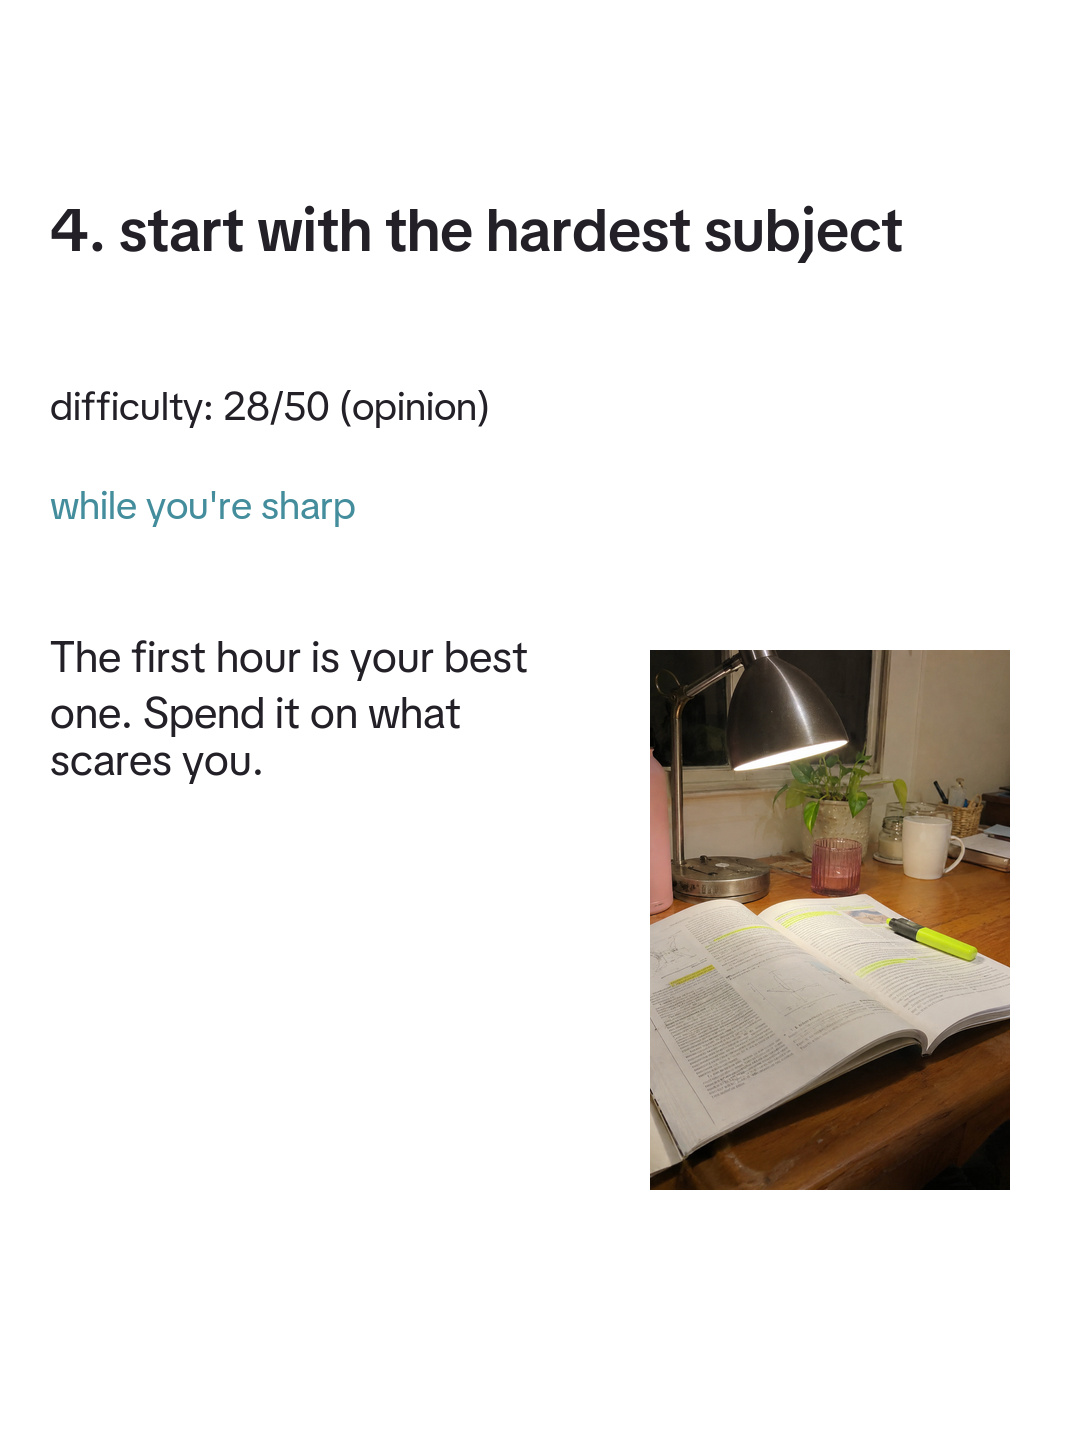 4. start with the hardest subject
difficulty: 28/50 (opinion)
while you're sharp
The first hour is your best
one. Spend it on what
scares you.